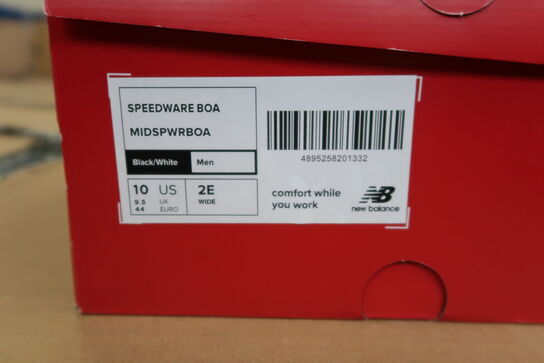 SPEEDWARE BOA
MIDSPWRBOA
Black/White Men
10 US 2E
9.5 UK WIDE
44 EURO
4895258201332
comfort while
you work
NB
new balance